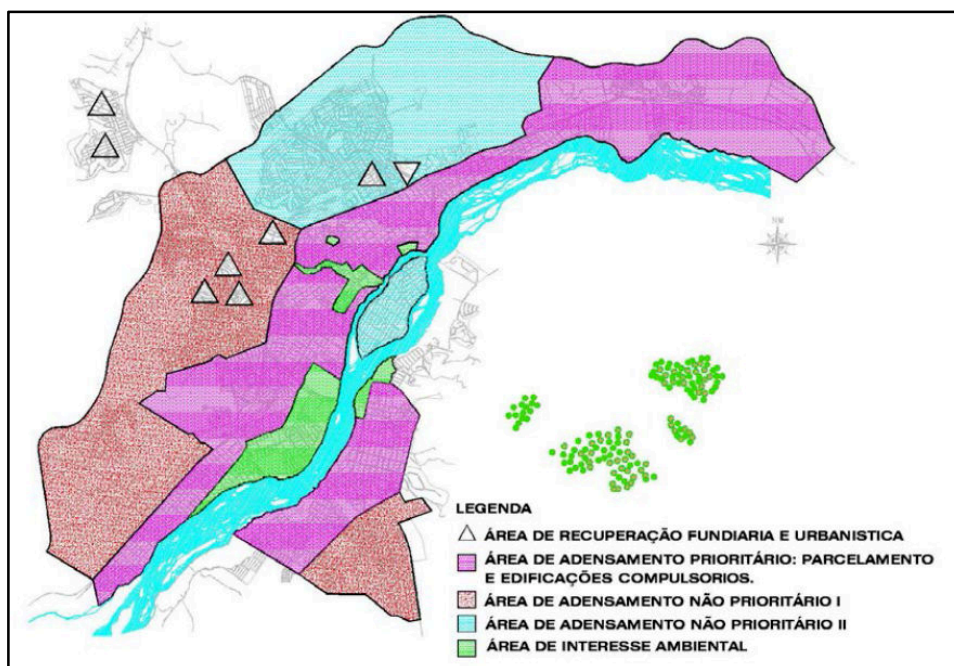 NM
LEGENDA
ÁREA DE RECUPERAÇÃO FUNDIARIA E URBANISTICA
ÁREA DE ADENSAMENTO PRIORITÁRIO: PARCELAMENTO
E EDIFICAÇÕES COMPULSORIOS.
ÁREA DE ADENSAMENTO NÃO PRIORITÁRIO I
ÁREA DE ADENSAMENTO NÃO PRIORITÁRIO II
ÁREA DE INTERESSE AMBIENTAL